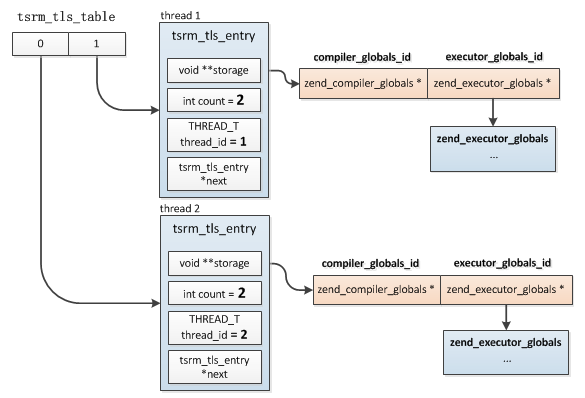 tsrm_tls_table
0 1
thread 1
tsrm_tls_entry
void **storage
int count = 2
THREAD_T
thread_id = 1
tsrm_tls_entry
*next
compiler_globals_id executor_globals_id
zend_compiler_globals * zend_executor_globals *
zend_executor_globals
...
thread 2
tsrm_tls_entry
void **storage
int count = 2
THREAD_T
thread_id = 2
tsrm_tls_entry
*next
compiler_globals_id executor_globals_id
zend_compiler_globals * zend_executor_globals *
zend_executor_globals
...